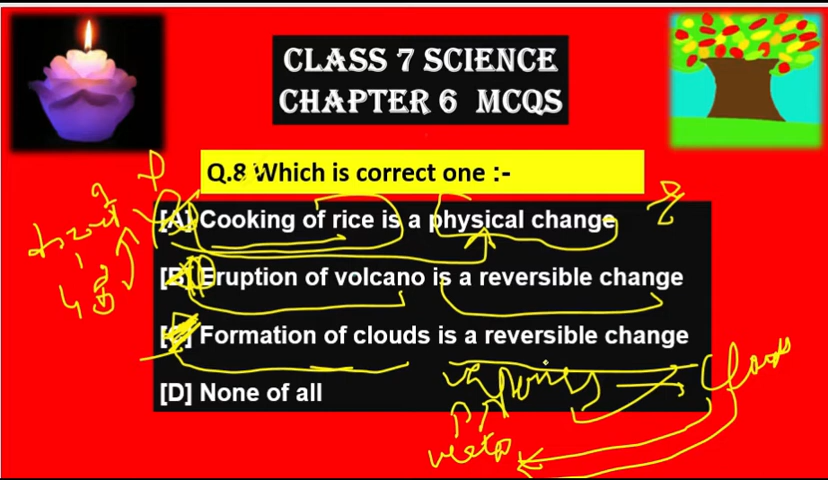 CLASS 7 SCIENCE
CHAPTER 6 MCQS
Q.8 Which is correct one :-
[A] Cooking of rice is a physical change
[B] Eruption of volcano is a reversible change
[C] Formation of clouds is a reversible change
[D] None of all